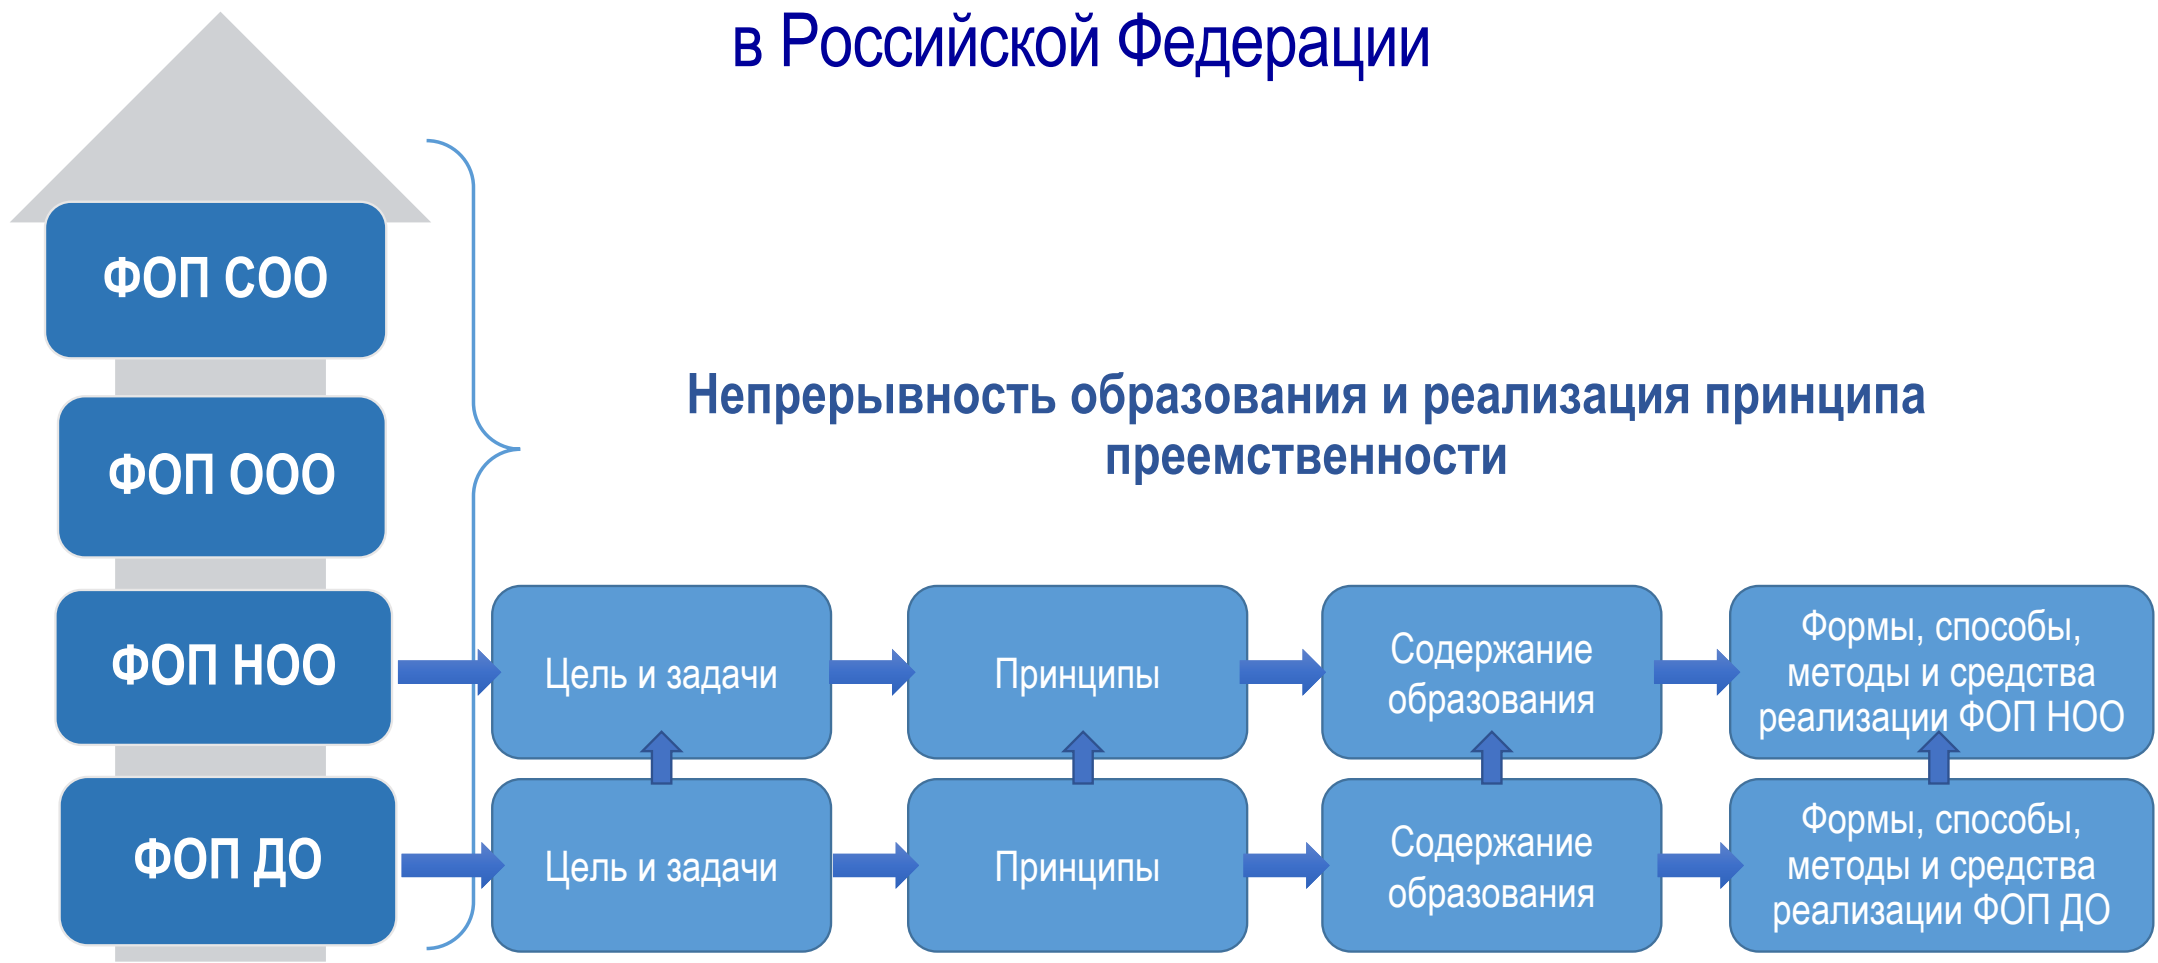 в Российской Федерации
ФОП СОО
ФОП ООО
Непрерывность образования и реализация принципа
преемственности
ФОП НОО
Цель и задачи
Принципы
Содержание
образования
Формы, способы,
методы и средства
реализации ФОП НОО
ФОП ДО
Цель и задачи
Принципы
Содержание
образования
Формы, способы,
методы и средства
реализации ФОП ДО